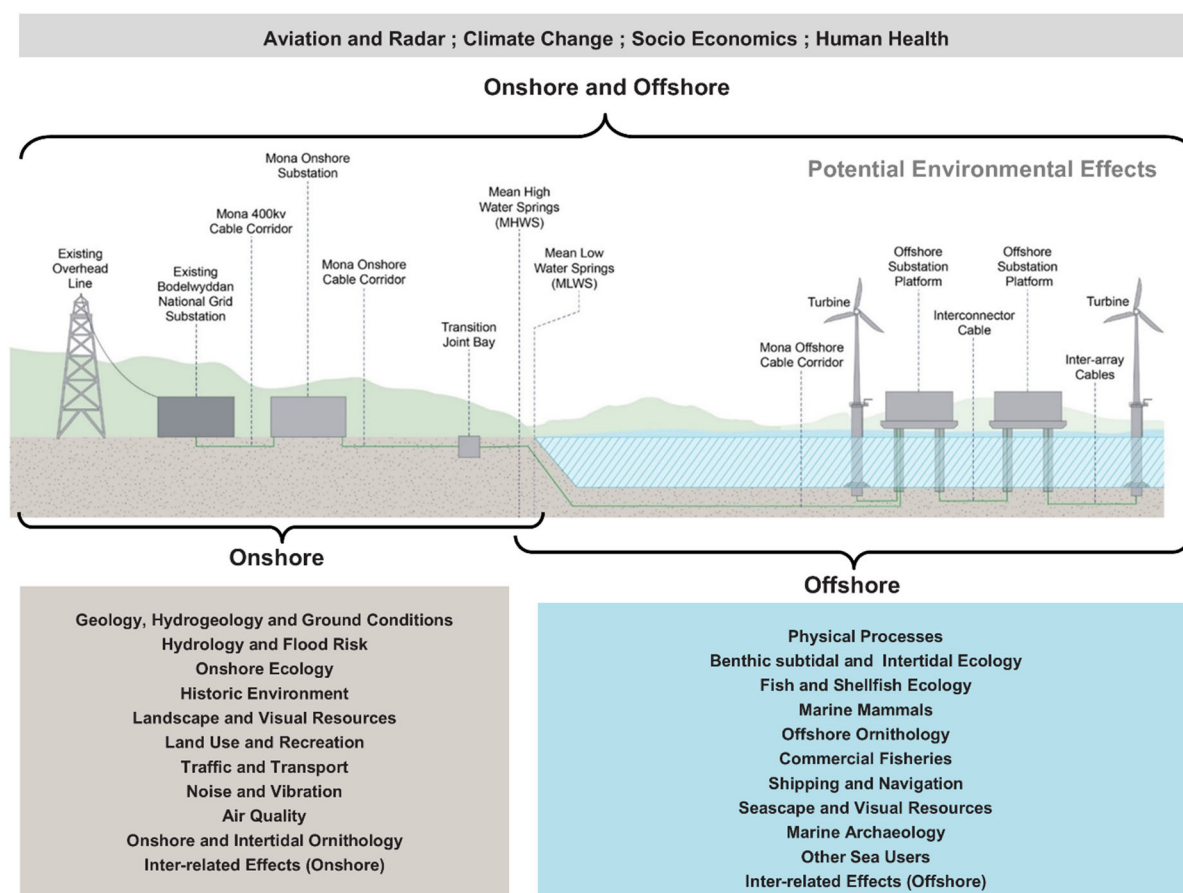 Aviation and Radar ; Climate Change ; Socio Economics ; Human Health
Onshore and Offshore
Potential Environmental Effects
Existing
Overhead
Line
Existing
Bodelwyddan
National Grid
Substation
Mona 400kv
Cable Corridor
Mona Onshore
Substation
Mona Onshore
Cable Corridor
Transition
Joint Bay
Mean High
Water Springs
(MHWS)
Mean Low
Water Springs
(MLWS)
Mona Offshore
Cable Corridor
Turbine
Offshore
Substation
Platform
Interconnector
Cable
Offshore
Substation
Platform
Inter-array
Cables
Turbine
Onshore
Geology, Hydrogeology and Ground Conditions
Hydrology and Flood Risk
Onshore Ecology
Historic Environment
Landscape and Visual Resources
Land Use and Recreation
Traffic and Transport
Noise and Vibration
Air Quality
Onshore and Intertidal Ornithology
Inter-related Effects (Onshore)
Offshore
Physical Processes
Benthic subtidal and Intertidal Ecology
Fish and Shellfish Ecology
Marine Mammals
Offshore Ornithology
Commercial Fisheries
Shipping and Navigation
Seascape and Visual Resources
Marine Archaeology
Other Sea Users
Inter-related Effects (Offshore)